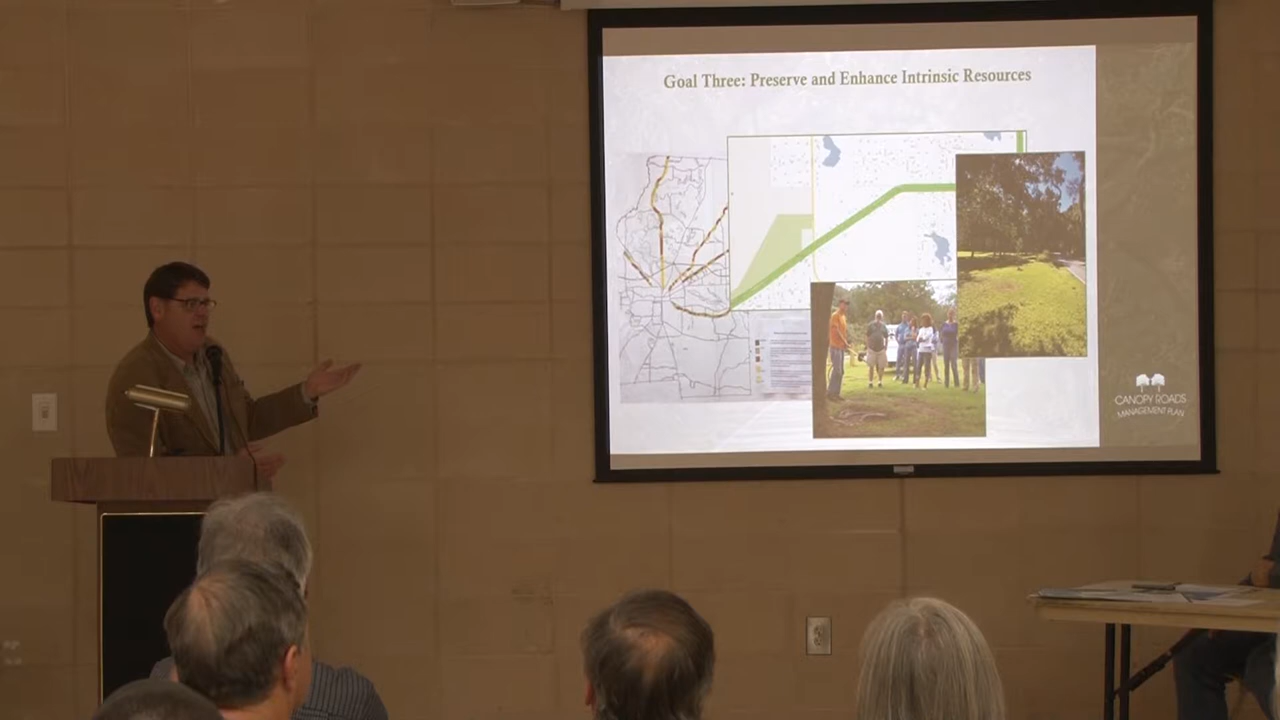 Goal Three: Preserve and Enhance Intrinsic Resources
CANOPY ROADS
MANAGEMENT PLAN